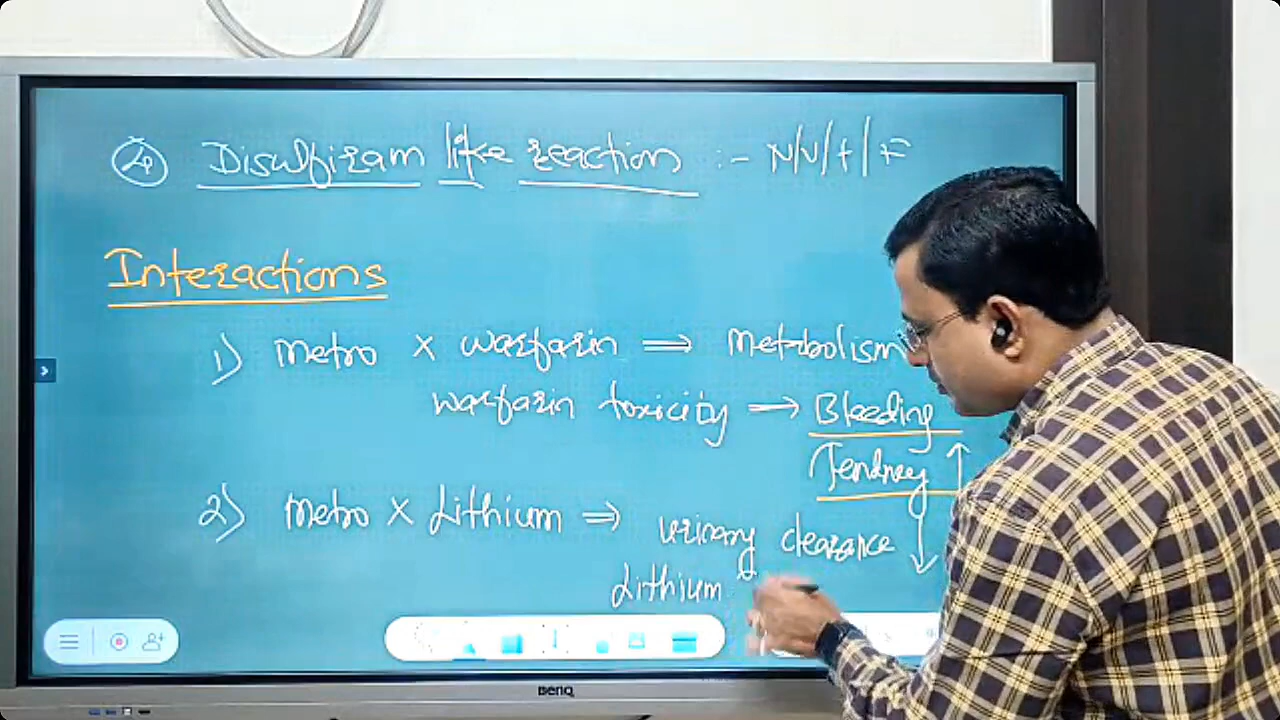 ④ Disulfiram like reaction :- N/V/F/F
Interactions
1) Metro × warfarin ⇒ Metabolism
warfarin toxicity → Bleeding
Tendncy ↑
2) Metro × Lithium ⇒ urinary clearance ↓
Lithium
BenQ